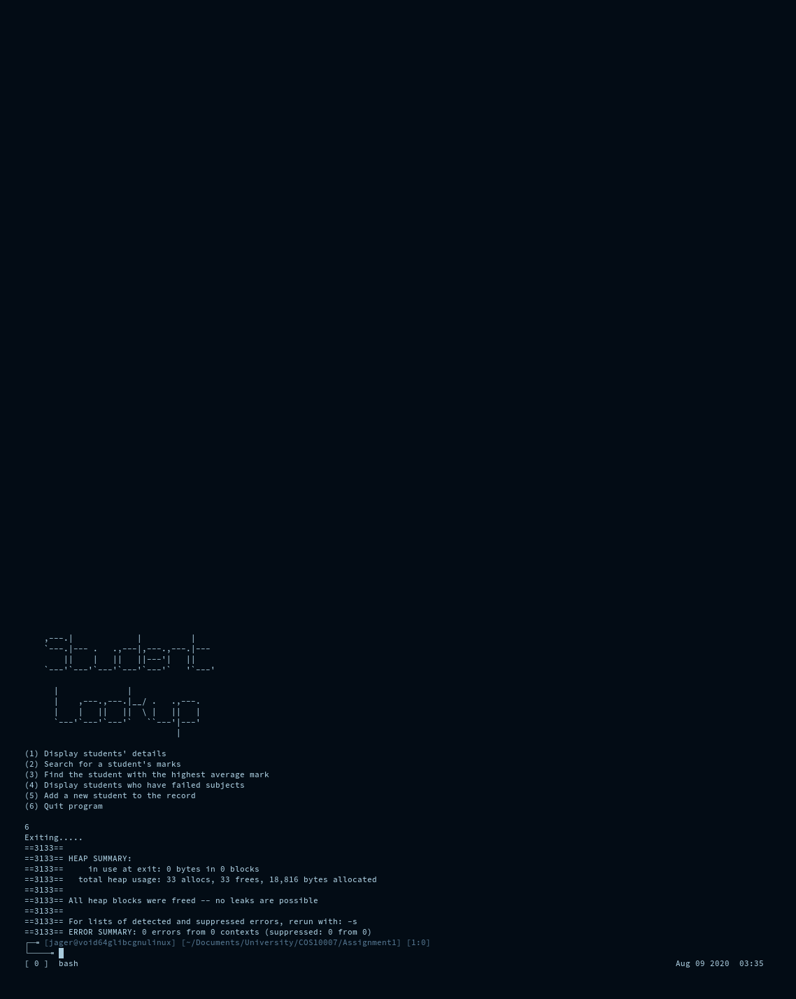 ,---.|             |          |
    `---.|--- .   .,---|,---.,---.|---
        ||    |   ||   ||---'|   ||
    `---'`---'`---'`---'`---'`   '`---'
      |              |
      |    ,---.,---.|__/ .   .,---.
      |    |   ||   ||  \ |   ||   |
      `---'`---'`---'`   ``---'|---'
                               |
(1) Display students' details
(2) Search for a student's marks
(3) Find the student with the highest average mark
(4) Display students who have failed subjects
(5) Add a new student to the record
(6) Quit program
6
Exiting.....
==3133==
==3133== HEAP SUMMARY:
==3133==     in use at exit: 0 bytes in 0 blocks
==3133==   total heap usage: 33 allocs, 33 frees, 18,816 bytes allocated
==3133==
==3133== All heap blocks were freed -- no leaks are possible
==3133==
==3133== For lists of detected and suppressed errors, rerun with: -s
==3133== ERROR SUMMARY: 0 errors from 0 contexts (suppressed: 0 from 0)
[jager@void64glibcgnulinux] [~/Documents/University/COS10007/Assignment1] [1:0]
[ 0 ]  bash Aug 09 2020  03:35